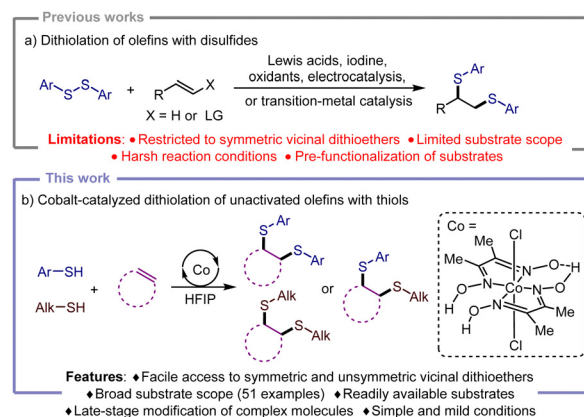 Previous works
a) Dithiolation of olefins with disulfides
Ar S S Ar + R X
X = H or LG
Lewis acids, iodine,
oxidants, electrocatalysis,
or transition-metal catalysis
S Ar R S Ar
Limitations: • Restricted to symmetric vicinal dithioethers • Limited substrate scope
• Harsh reaction conditions • Pre-functionalization of substrates
This work
b) Cobalt-catalyzed dithiolation of unactivated olefins with thiols
Ar-SH
Alk-SH
+
Co
HFIP
Ar S S Ar
Alk S S Alk
or
Ar S S Alk
Co =
Cl
Me Me
N O H
H O N Co N
O N Me
H Cl Me
Features: ♦Facile access to symmetric and unsymmetric vicinal dithioethers
♦Broad substrate scope (51 examples) ♦Readily available substrates
♦Late-stage modification of complex molecules ♦Simple and mild conditions